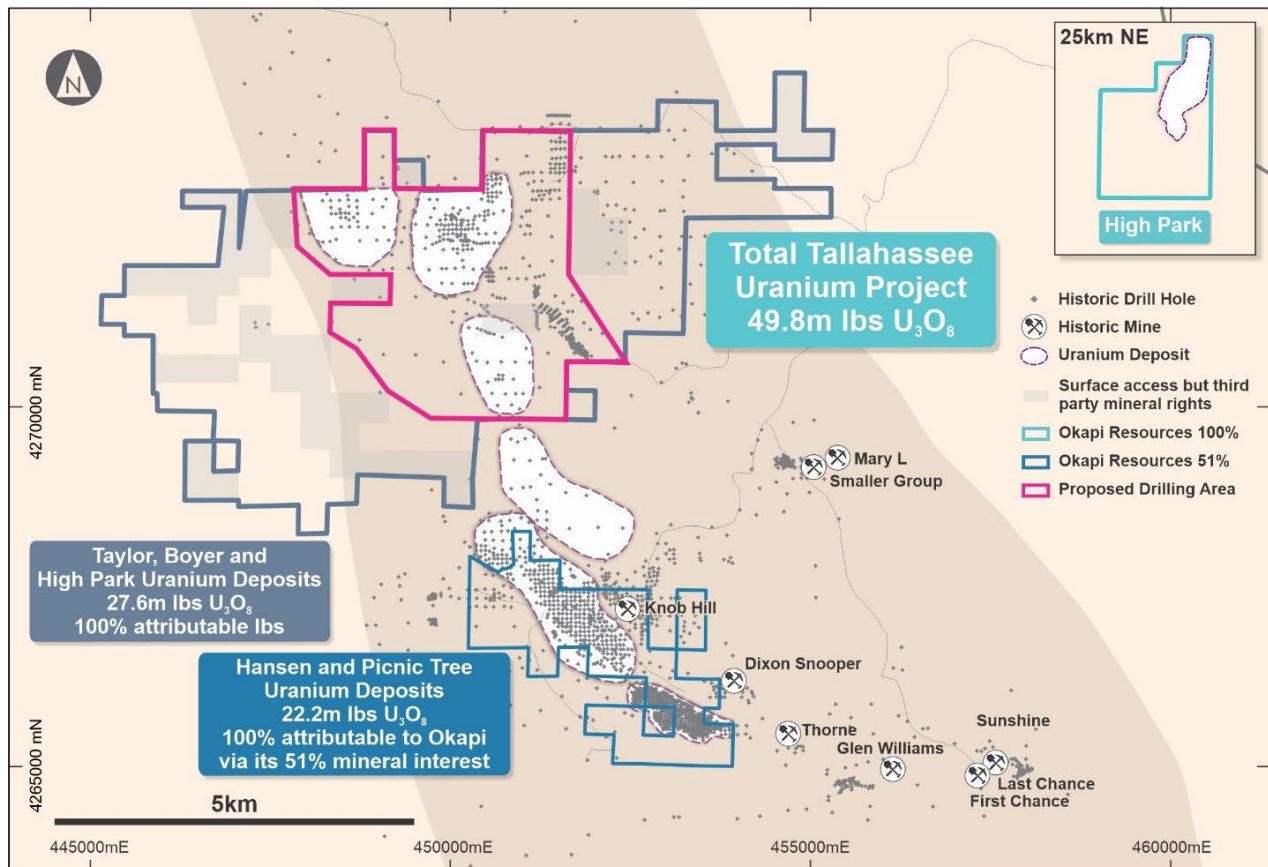 N
25km NE
High Park
Total Tallahassee
Uranium Project
49.8m lbs U₃O₈
Historic Drill Hole
Historic Mine
Uranium Deposit
Surface access but third
party mineral rights
Okapi Resources 100%
Okapi Resources 51%
Proposed Drilling Area
4270000 mN
Mary L
Smaller Group
Taylor, Boyer and
High Park Uranium Deposits
27.6m lbs U₃O₈
100% attributable lbs
Knob Hill
Hansen and Picnic Tree
Uranium Deposits
22.2m lbs U₃O₈
100% attributable to Okapi
via its 51% mineral interest
Dixon Snooper
Thorne
Glen Williams
Sunshine
Last Chance
First Chance
4265000 mN
5km
445000mE
450000mE
455000mE
460000mE